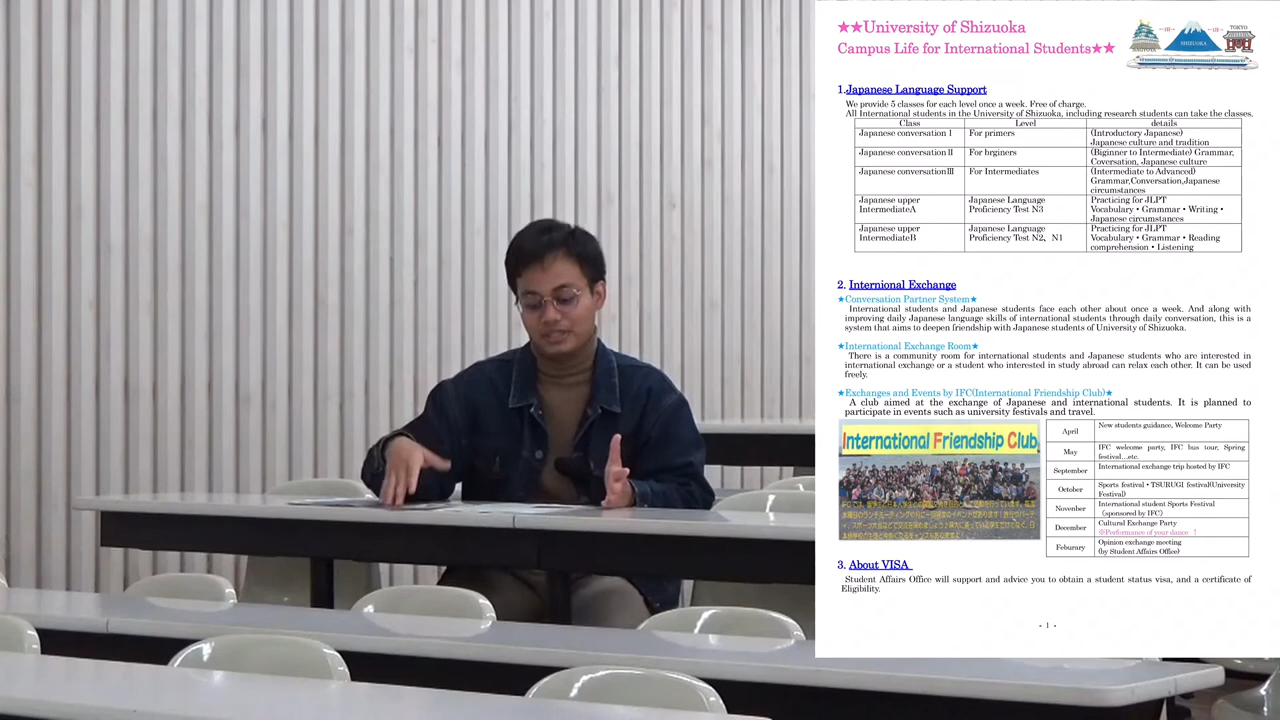 ★★University of Shizuoka
Campus Life for International Students★★
NAGOYA
SHIZUOKA
TOKYO
1.Japanese Language Support
We provide 5 classes for each level once a week. Free of charge.
All International students in the University of Shizuoka, including research students can take the classes.
Class Level details
Japanese conversation Ⅰ For primers (Introductory Japanese)
Japanese culture and tradition
Japanese conversation Ⅱ For brginers (Biginner to Intermediate) Grammar,
Coversation, Japanese culture
Japanese conversationⅢ For Intermediates (Intermediate to Advanced)
Grammar,Conversation,Japanese
circumstances
Japanese upper Japanese Language Practicing for JLPT
IntermediateA Proficiency Test N3 Vocabulary・Grammar・Writing・
Japanese circumstances
Japanese upper Japanese Language Practicing for JLPT
IntermediateB Proficiency Test N2、N1 Vocabulary・Grammar・Reading
comprehension・Listening
2. Internional Exchange
★Conversation Partner System★
International students and Japanese students face each other about once a week. And along with
improving daily Japanese language skills of international students through daily conversation, this is a
system that aims to deepen friendship with Japanese students of University of Shizuoka.
★International Exchange Room★
There is a community room for international students and Japanese students who are interested in
international exchange or a student who interested in study abroad can relax each other. It can be used
freely.
★Exchanges and Events by IFC(International Friendship Club)★
A club aimed at the exchange of Japanese and international students. It is planned to
participate in events such as university festivals and travel.
International Friendship Club
April New students guidance, Welcome Party
May IFC welcome party, IFC bus tour, Spring
festival...etc.
September International exchange trip hosted by IFC
October Sports festival・TSURUGI festival(University
Festival)
November International student Sports Festival
(sponsored by IFC)
December Cultural Exchange Party
※Performance of your dance ！
Feburary Opinion exchange meeting
(by Student Affairs Office)
3. About VISA
Student Affairs Office will support and advice you to obtain a student status visa, and a certificate of
Eligibility.
- 1 -